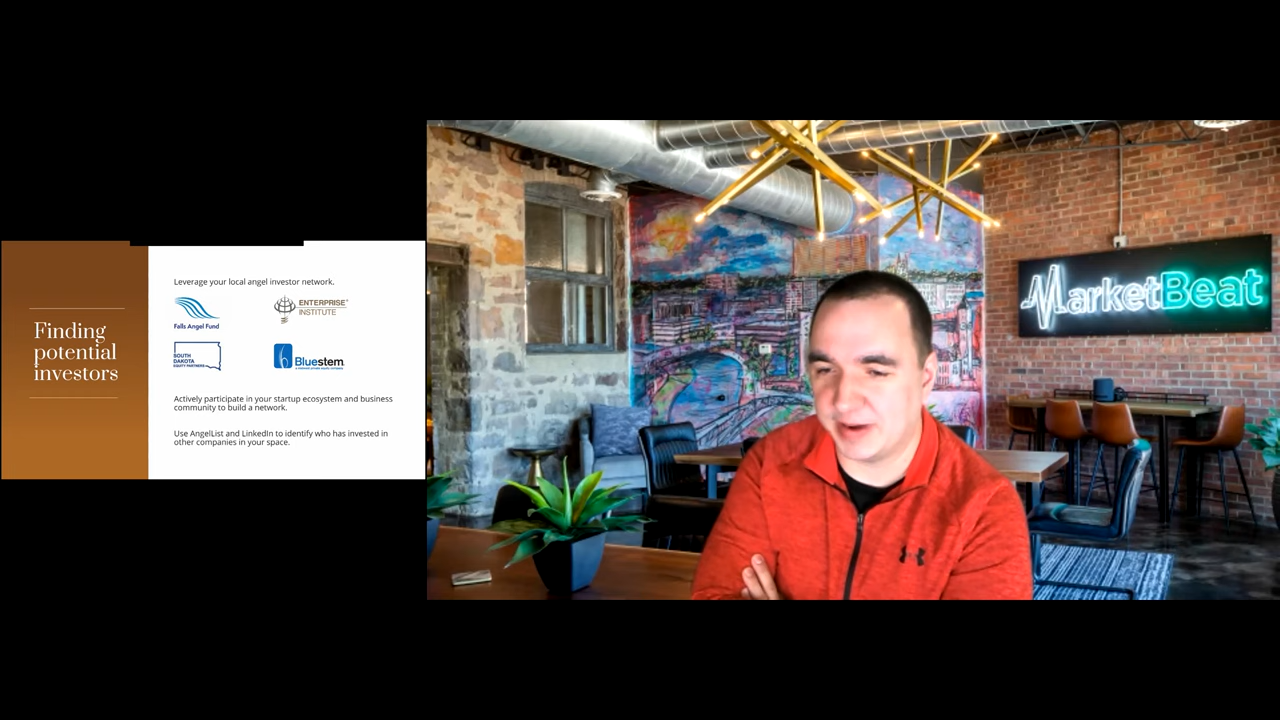 Finding
potential
investors
Leverage your local angel investor network.
Falls Angel Fund
ENTERPRISE
INSTITUTE
SOUTH
DAKOTA
EQUITY PARTNERS
Bluestem
Actively participate in your startup ecosystem and business
community to build a network.
Use AngelList and LinkedIn to identify who has invested in
other companies in your space.
MarketBeat